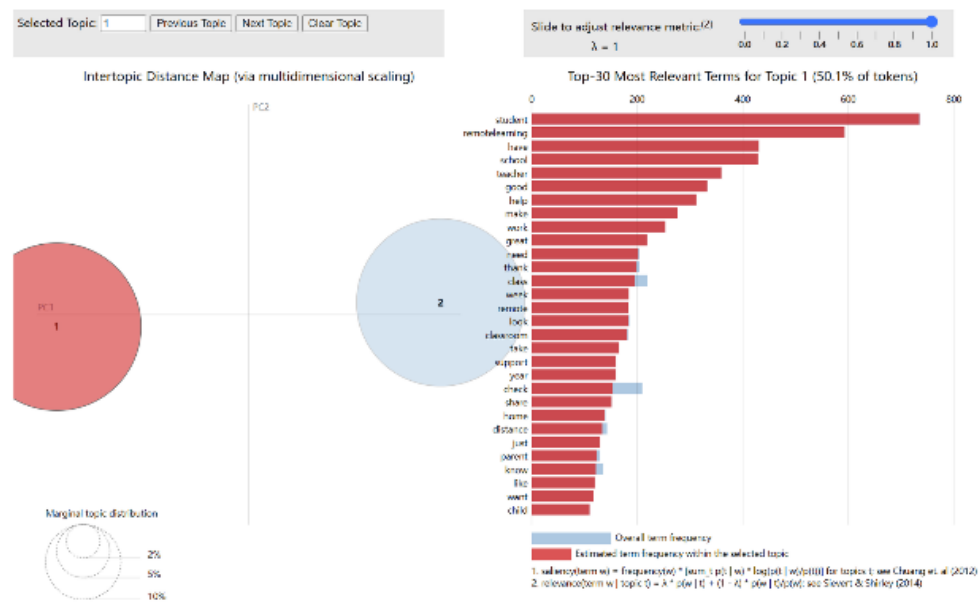 Selected Topic: 1 Previous Topic Next Topic Clear Topic
Slide to adjust relevance metric:(2)
λ = 1
0.0 0.2 0.4 0.6 0.8 1.0
Intertopic Distance Map (via multidimensional scaling)
PC2
PC1
1
2
Marginal topic distribution
2%
5%
10%
Top-30 Most Relevant Terms for Topic 1 (50.1% of tokens)
0 200 400 600 800
student
remotelearning
have
school
teacher
good
help
make
work
great
need
thank
class
week
remote
look
classroom
take
support
year
check
share
home
distance
just
parent
know
like
want
child
Overall term frequency
Estimated term frequency within the selected topic
1. saliency(term w) = frequency(w) * [sum_t p(t | w) * log(p(t | w)/p(t))] for topics t; see Chuang et. al (2012)
2. relevance(term w | topic t) = λ * p(w | t) + (1 - λ) * p(w | t)/p(w); see Sievert & Shirley (2014)